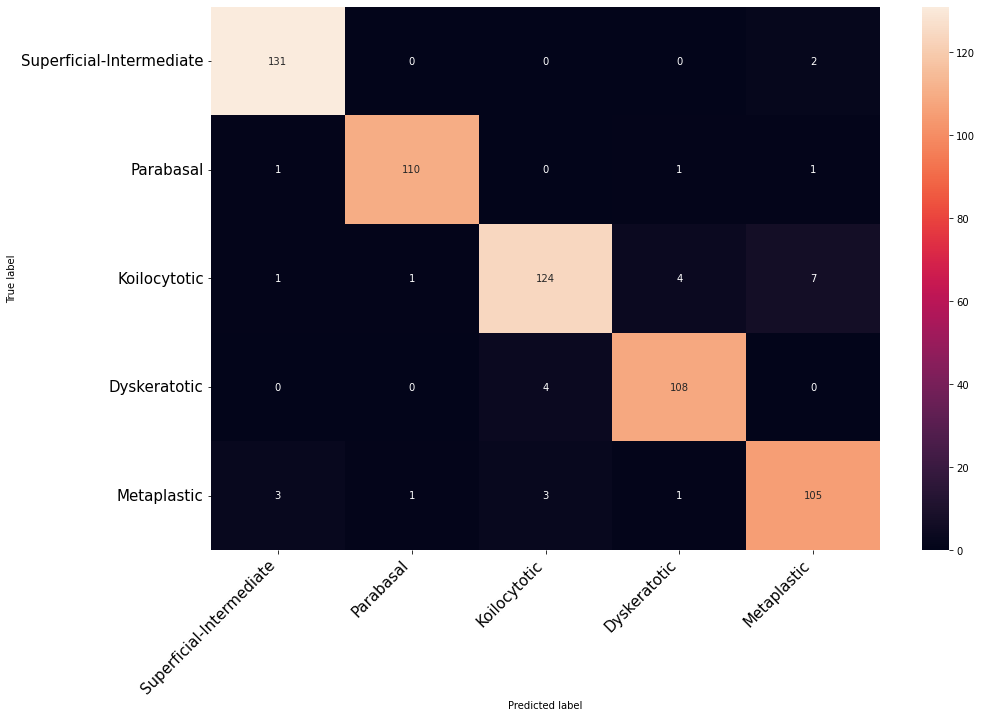 Superficial-Intermediate 131 0 0 0 2
Parabasal 1 110 0 1 1
Koilocytotic 1 1 124 4 7
Dyskeratotic 0 0 4 108 0
Metaplastic 3 1 3 1 105
True label
Superficial-Intermediate
Parabasal
Koilocytotic
Dyskeratotic
Metaplastic
Predicted label
120
100
80
60
40
20
0